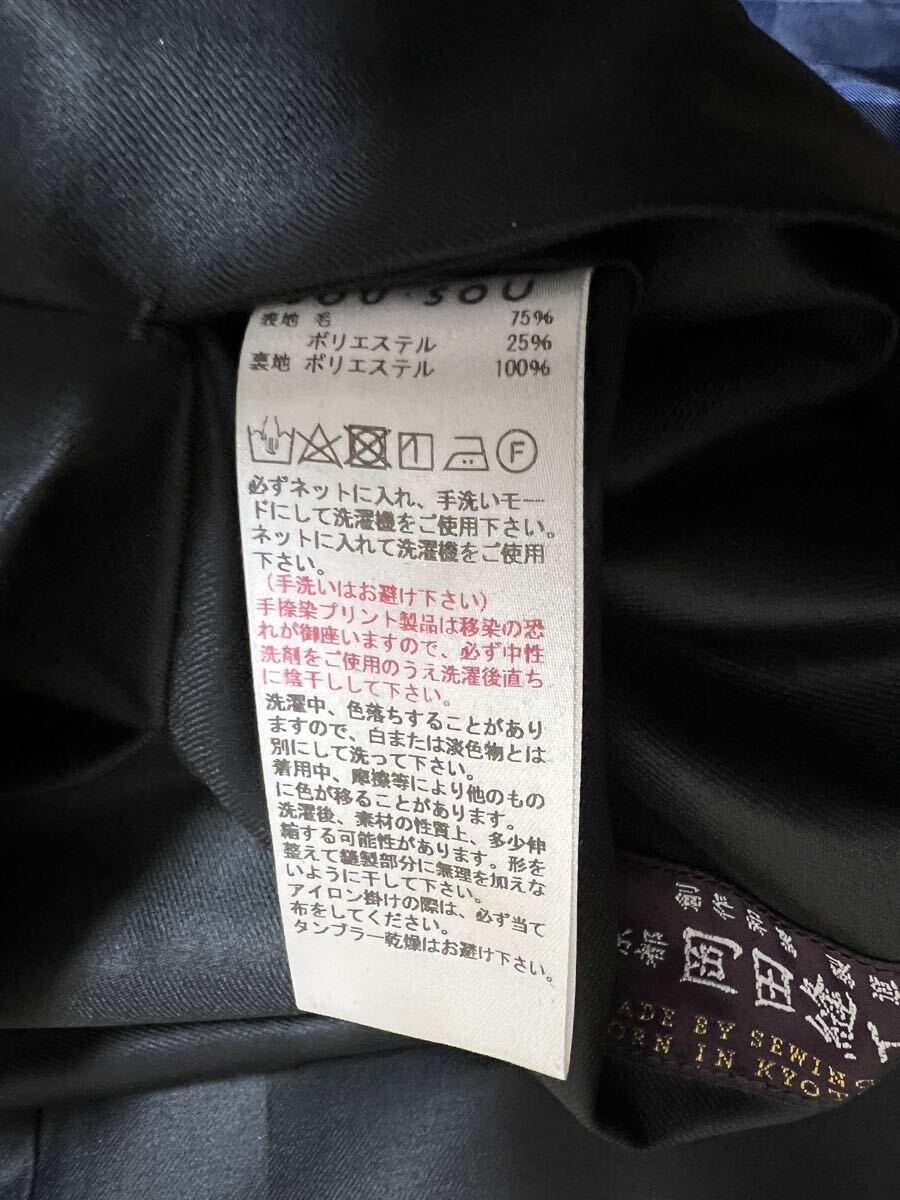 SOU・SOU
表地 毛 75%
ポリエステル 25%
裏地 ポリエステル 100%
F
必ずネットに入れ、手洗いモー
ドにして洗濯機をご使用下さい。
ネットに入れて洗濯機をご使用
下さい。
（手洗いはお避け下さい）
手捺染プリント製品は移染の恐
れが御座いますので、必ず中性
洗剤をご使用のうえ洗濯後直ち
に陰干しして下さい。
洗濯中、色落ちすることがあり
ますので、白または淡色物とは
別にして洗って下さい。
着用中、摩擦等により他のもの
に色が移ることがあります。
洗濯後、素材の性質上、多少伸
縮する可能性があります。形を
整えて縫製部分に無理を加えな
いように干して下さい。
アイロン掛けの際は、必ず当て
布をしてください。
タンブラー乾燥はお避け下さい。
創作和装
京都 岡田縫